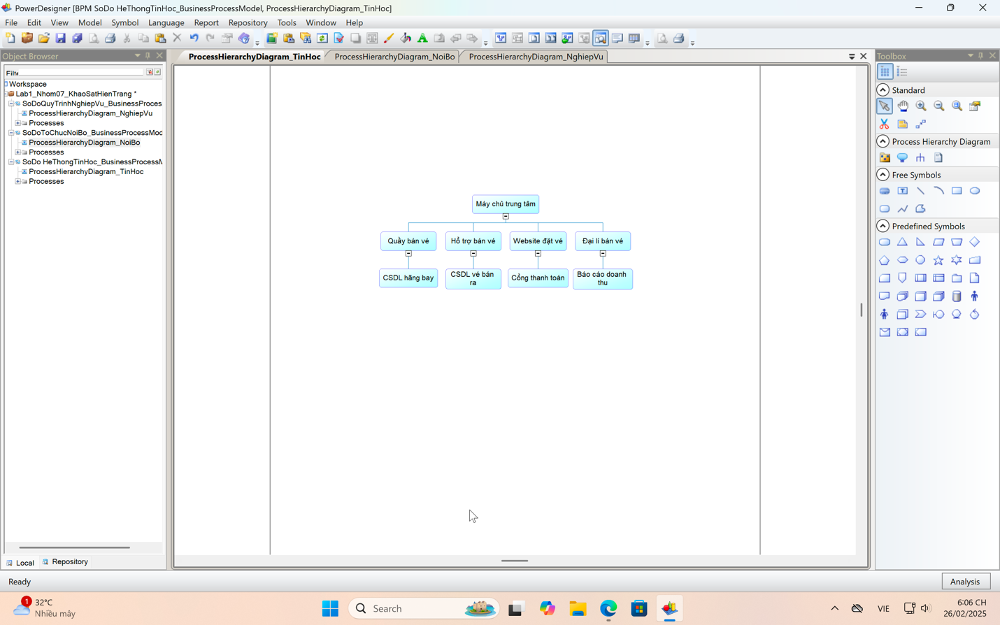 PowerDesigner [BPM SoDo HeThongTinHoc_BusinessProcessModel, ProcessHierarchyDiagram_TinHoc]
File Edit View Model Symbol Language Report Repository Tools Window Help
Object Browser
ProcessHierarchyDiagram_TinHoc ProcessHierarchyDiagram_NoiBo ProcessHierarchyDiagram_NghiepVu
Toolbox
Workspace
Lab1_Nhom07_KhaoSatHienTrang *
SoDoQuyTrinhNghiepVu_BusinessProces
ProcessHierarchyDiagram_NghiepVu
Processes
SoDoToChucNoiBo_BusinessProcessMoc
ProcessHierarchyDiagram_NoiBo
Processes
SoDo HeThongTinHoc_BusinessProcessM
ProcessHierarchyDiagram_TinHoc
Processes
Local Repository
Máy chủ trung tâm
Quầy bán vé
Hổ trợ bán vé
Website đặt vé
Đại lí bán vé
CSDL hãng bay
CSDL vé bán
ra
Cổng thanh toán
Báo cáo doanh
thu
Standard
Process Hierarchy Diagram
Free Symbols
Predefined Symbols
Ready
Analysis
1
32°C
Nhiều mây
Search
VIE
6:06 CH
26/02/2025